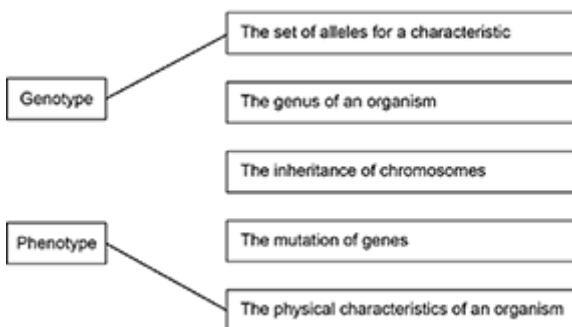 The set of alleles for a characteristic
Genotype
The genus of an organism
The inheritance of chromosomes
Phenotype
The mutation of genes
The physical characteristics of an organism